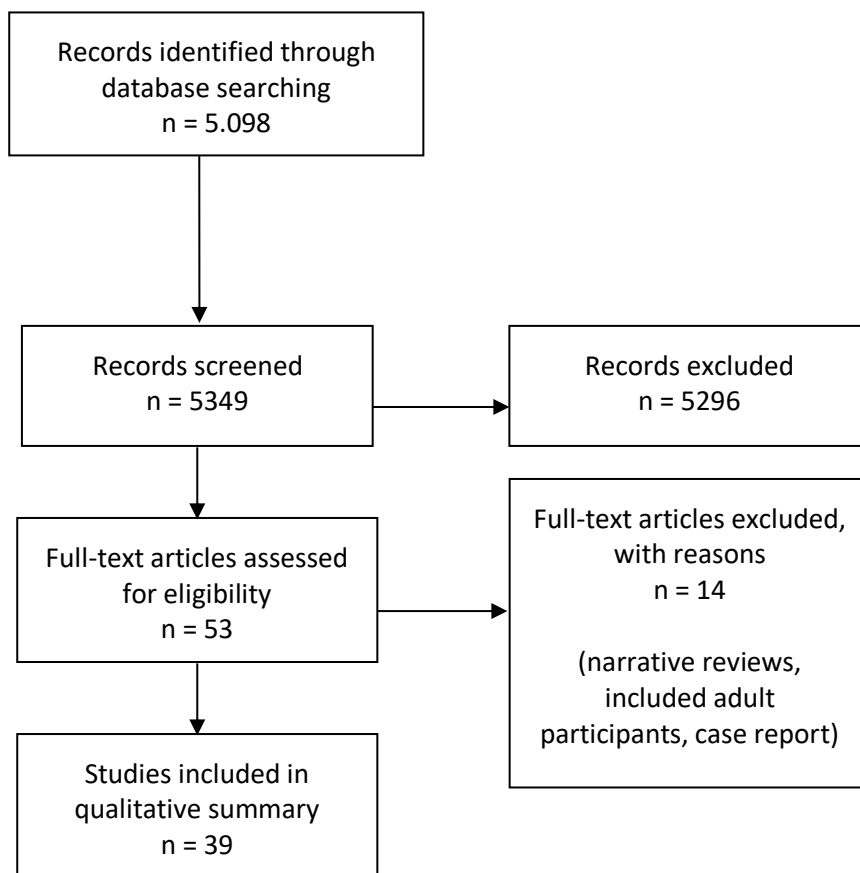 Records identified through
database searching
n = 5.098
Records screened
n = 5349
Records excluded
n = 5296
Full-text articles assessed
for eligibility
n = 53
Full-text articles excluded,
with reasons
n = 14
(narrative reviews,
included adult
participants, case report)
Studies included in
qualitative summary
n = 39